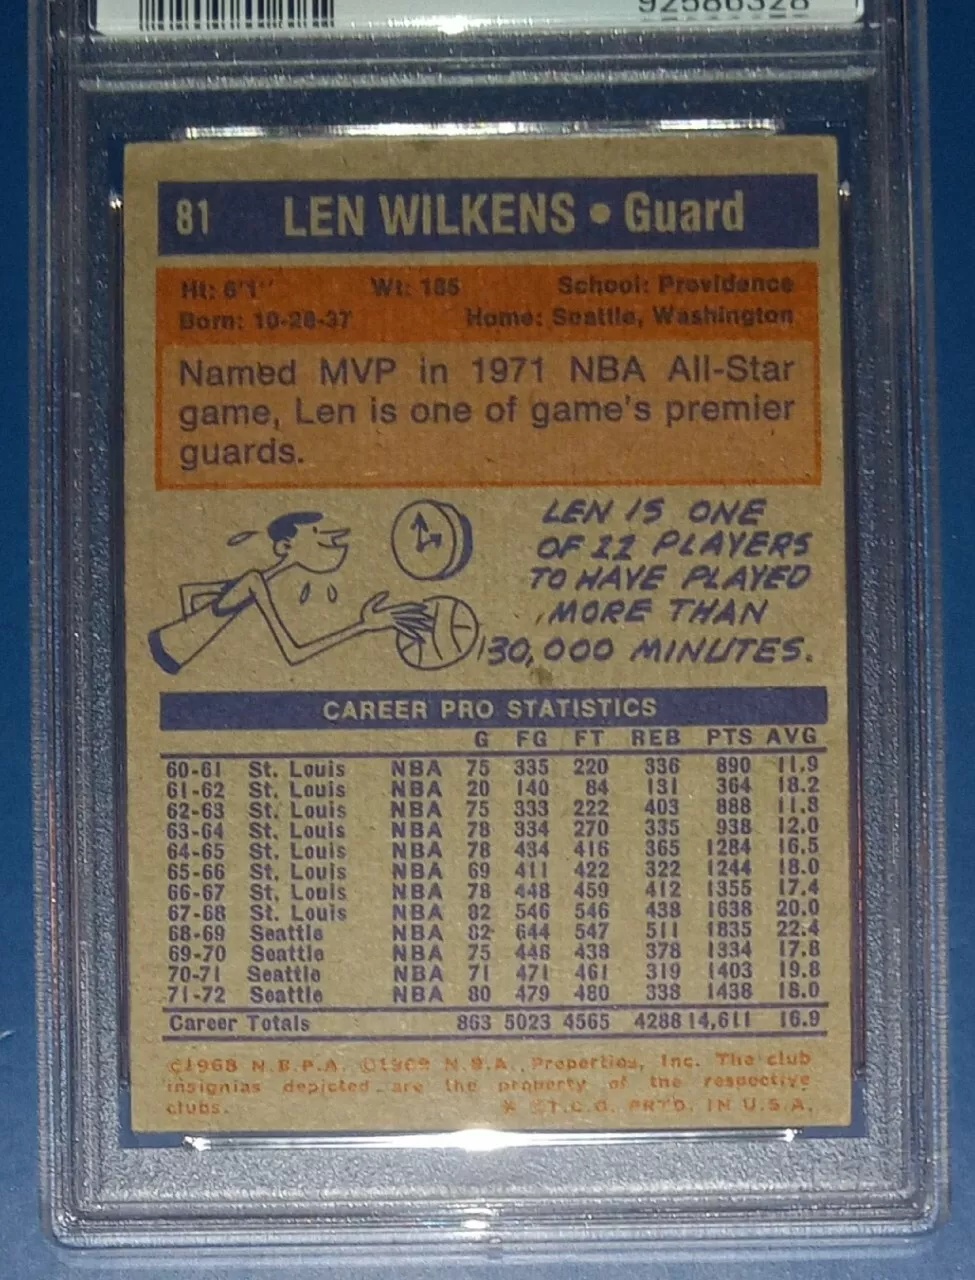 92586328
81 LEN WILKENS • Guard
Ht: 6'1" Wt: 185 School: Providence
Born: 10-28-37 Home: Seattle, Washington
Named MVP in 1971 NBA All-Star
game, Len is one of game's premier
guards.
LEN IS ONE
OF 11 PLAYERS
TO HAVE PLAYED
MORE THAN
30,000 MINUTES.
CAREER PRO STATISTICS
G FG FT REB PTS AVG
60-61 St. Louis NBA 75 335 220 336 890 11.9
61-62 St. Louis NBA 20 140 84 131 364 18.2
62-63 St. Louis NBA 75 333 222 403 888 11.8
63-64 St. Louis NBA 78 334 270 335 938 12.0
64-65 St. Louis NBA 78 434 416 365 1284 16.5
65-66 St. Louis NBA 69 411 422 322 1244 18.0
66-67 St. Louis NBA 78 448 459 412 1355 17.4
67-68 St. Louis NBA 82 546 546 438 1638 20.0
68-69 Seattle NBA 82 644 547 511 1835 22.4
69-70 Seattle NBA 75 448 438 378 1334 17.8
70-71 Seattle NBA 71 471 461 319 1403 19.8
71-72 Seattle NBA 80 479 480 338 1438 18.0
Career Totals 863 5023 4565 4288 14,611 16.9
©1968 N.B.P.A. ©1969 N.B.A. Properties, Inc. The club
insignias depicted are the property of the respective
clubs. * ©T.C.G. PRTD. IN U.S.A.